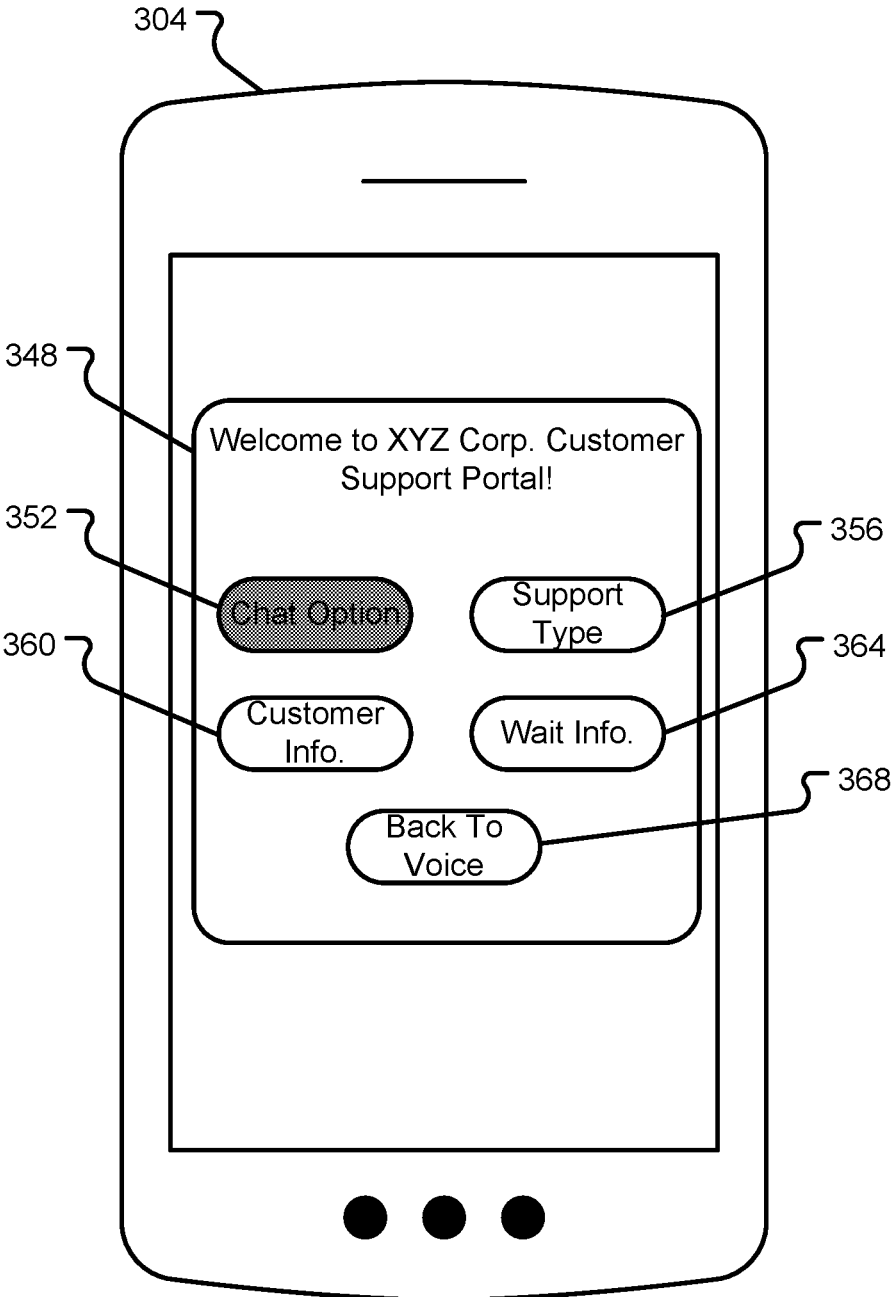 304
348
Welcome to XYZ Corp. Customer
Support Portal!
352
356
Chat Option
Support
Type
360
364
Customer
Info.
Wait Info.
368
Back To
Voice